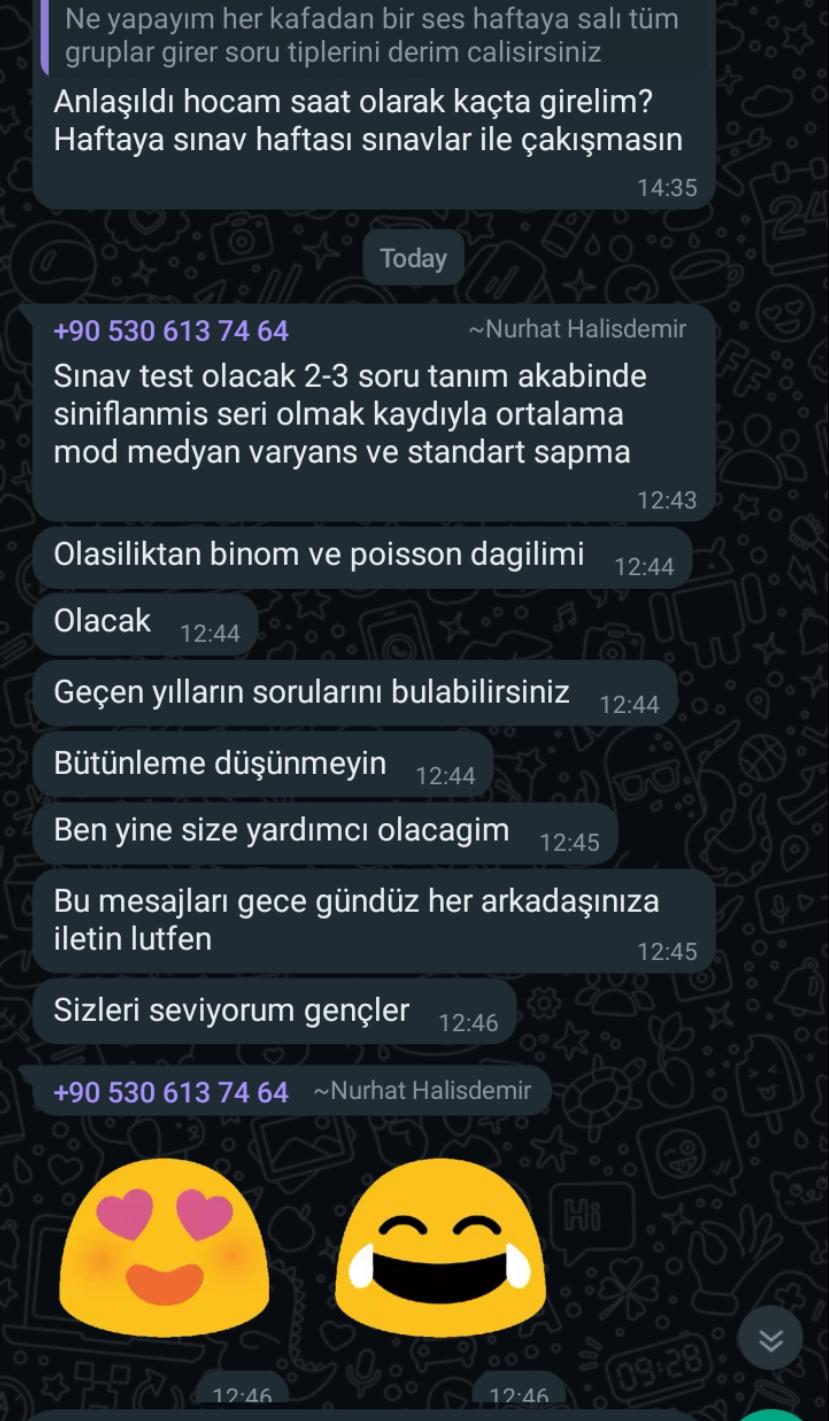 Ne yapayım her kafadan bir ses haftaya salı tüm
gruplar girer soru tiplerini derim calisirsiniz
Anlaşıldı hocam saat olarak kaçta girelim?
Haftaya sınav haftası sınavlar ile çakışmasın
14:35
Today
+90 530 613 74 64 ~Nurhat Halisdemir
Sınav test olacak 2-3 soru tanım akabinde
siniflanmis seri olmak kaydıyla ortalama
mod medyan varyans ve standart sapma
12:43
Olasiliktan binom ve poisson dagilimi 12:44
Olacak 12:44
Geçen yılların sorularını bulabilirsiniz 12:44
Bütünleme düşünmeyin 12:44
Ben yine size yardımcı olacagim 12:45
Bu mesajları gece gündüz her arkadaşınıza
iletin lutfen 12:45
Sizleri seviyorum gençler 12:46
+90 530 613 74 64 ~Nurhat Halisdemir
12:46 12:46